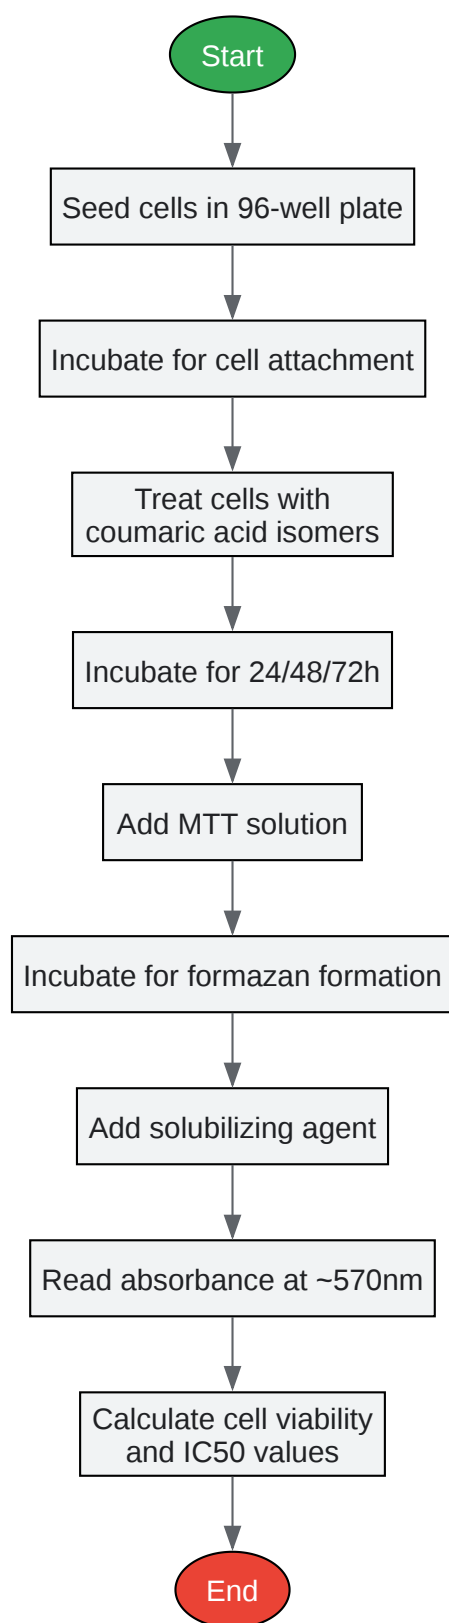 Start
Seed cells in 96-well plate
Incubate for cell attachment
Treat cells with
coumaric acid isomers
Incubate for 24/48/72h
Add MTT solution
Incubate for formazan formation
Add solubilizing agent
Read absorbance at ~570nm
Calculate cell viability
and IC50 values
End